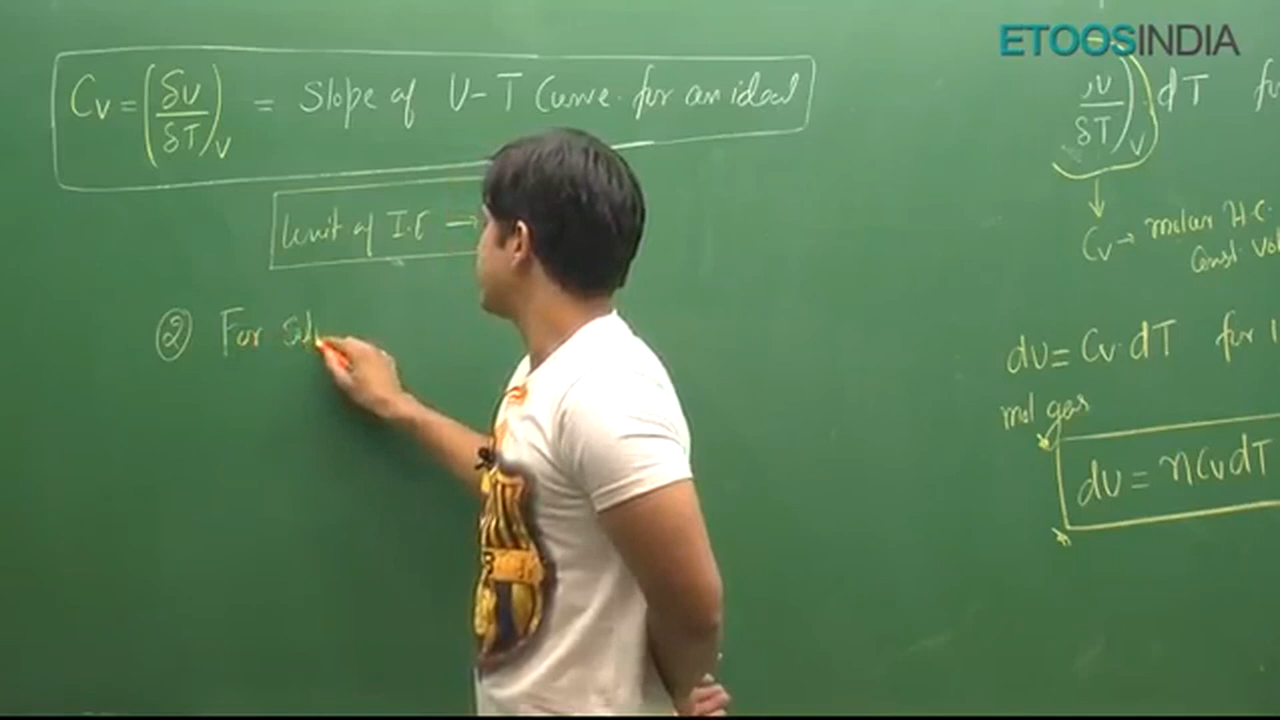 ETOOSINDIA
Cv = (δU/δT)v = Slope of U-T Curve for an ideal
Unit of I.E →
② For sol
(δU/δT)v dT fo
↓
Cv → molar H.C.
Const. Vol
dU = Cv.dT for 1
mol gas
dU = nCvdT